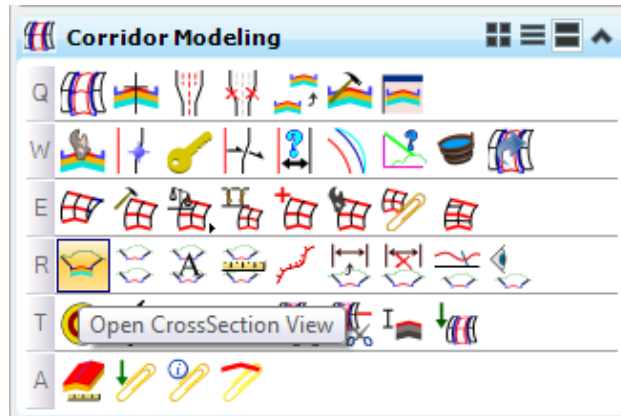 Corridor Modeling
Q
W
E
R
A
T
Open CrossSection View
A